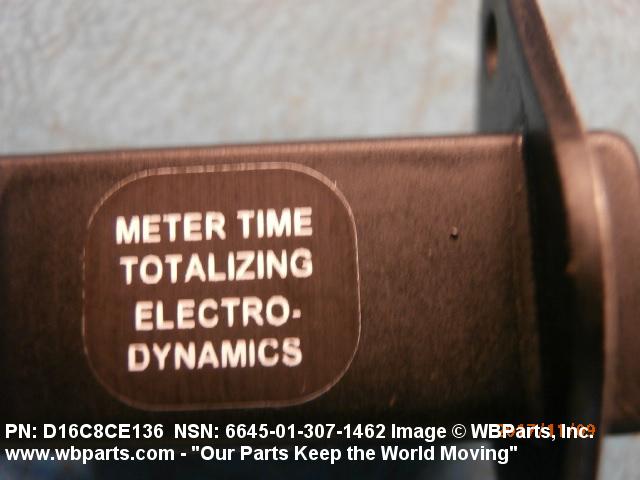 METER TIME
TOTALIZING
ELECTRO-
DYNAMICS
PN: D16C8CE136 NSN: 6645-01-307-1462 Image © WBParts, Inc.
www.wbparts.com - "Our Parts Keep the World Moving"